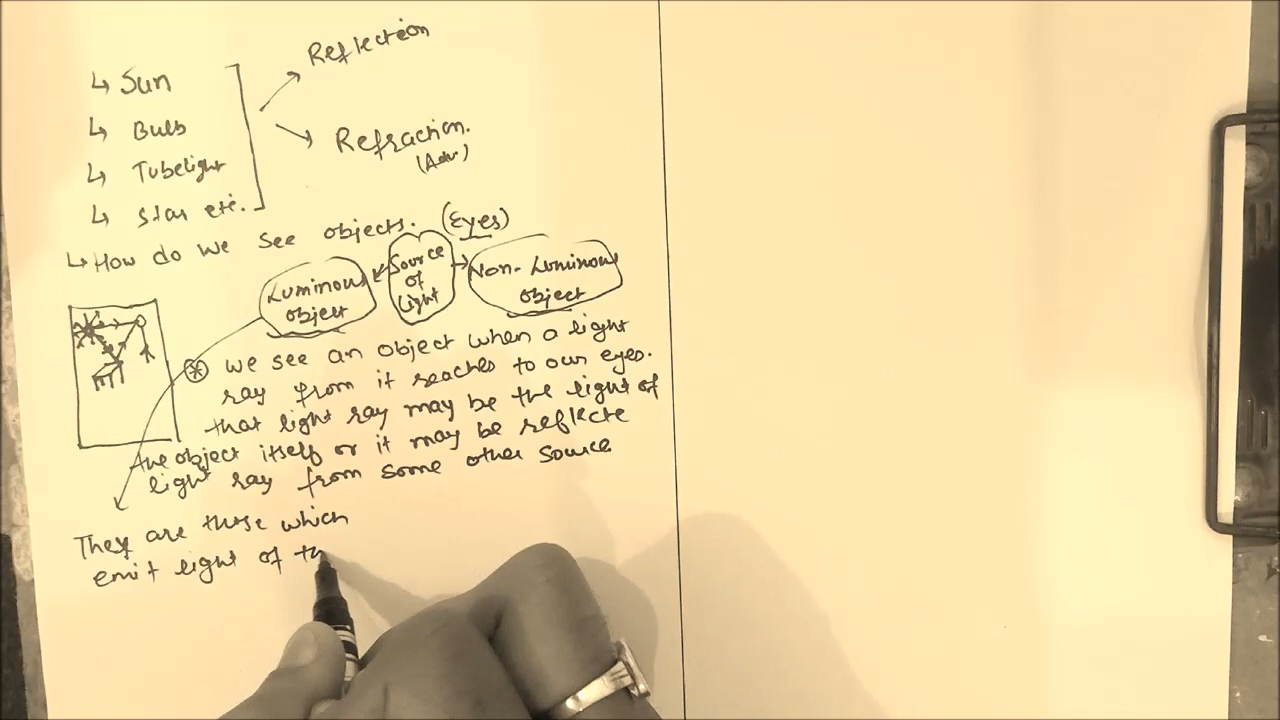 Reflection
↳ Sun
↳ Bulb
↳ Tubelight
↳ Star etc.
Refraction.
(Adv.)
↳ How do we see objects. (Eyes)
Luminous
object
Source
of
Light
Non-Luminous
object
* We see an object when a light
ray from it reaches to our eyes.
that light ray may be the light of
the object itself or it may be reflecte
light ray from some other source
They are those which
emit light of th